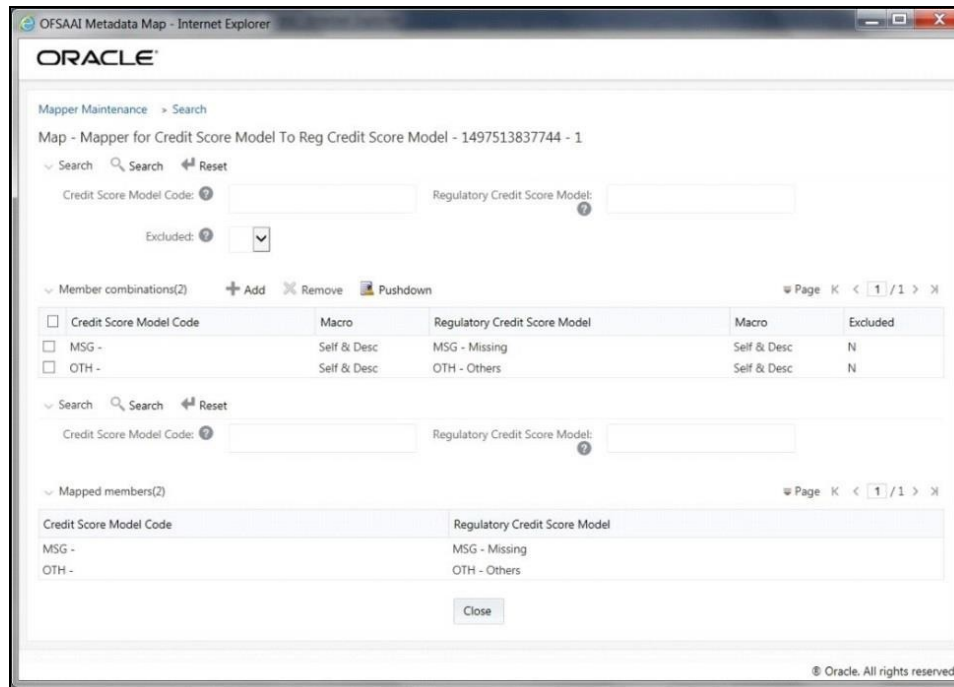 OFSAAI Metadata Map - Internet Explorer
ORACLE®
Mapper Maintenance » Search
Map - Mapper for Credit Score Model To Reg Credit Score Model - 1497513837744 - 1
Search Search Reset
Credit Score Model Code: Regulatory Credit Score Model:
Excluded:
Member combinations(2) Add Remove Pushdown Page 1 / 1
Credit Score Model Code Macro Regulatory Credit Score Model Macro Excluded
MSG - Self & Desc MSG - Missing Self & Desc N
OTH - Self & Desc OTH - Others Self & Desc N
Search Search Reset
Credit Score Model Code: Regulatory Credit Score Model:
Mapped members(2) Page 1 / 1
Credit Score Model Code Regulatory Credit Score Model
MSG - MSG - Missing
OTH - OTH - Others
Close
® Oracle. All rights reserved